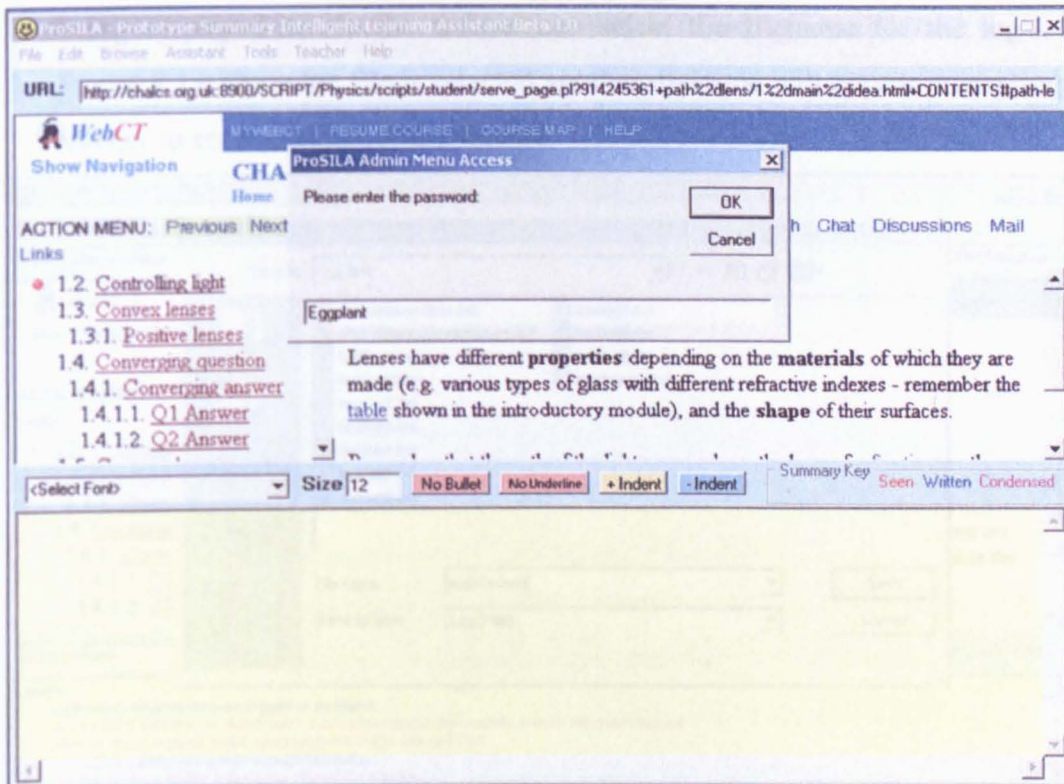 ProSILA - Prototype Summary Intelligent Learning Assistant Beta 1.0
File Edit Browse Assistant Tools Teacher Help
URL: http://chalcs.org.uk:8900/SCRIPT/Physics/scripts/student/serve_page.pl?914245361+path%2dlens/1%2dmain%2didea.html+CONTENTS#path-le
WebCT
MYWEBCT | RESUME COURSE | COURSE MAP | HELP
Show Navigation
CHA
Home
ProSILA Admin Menu Access
Please enter the password:
OK
Cancel
Eggplant
ACTION MENU: Previous Next
h Chat Discussions Mail
Links
1.2. Controlling light
1.3. Convex lenses
1.3.1. Positive lenses
1.4. Converging question
1.4.1. Converging answer
1.4.1.1. Q1 Answer
1.4.1.2. Q2 Answer
Lenses have different properties depending on the materials of which they are
made (e.g. various types of glass with different refractive indexes - remember the
table shown in the introductory module), and the shape of their surfaces.
<Select Font>
Size 12
No Bullet
No Underline
+ Indent
- Indent
Summary Key
Seen Written Condensed